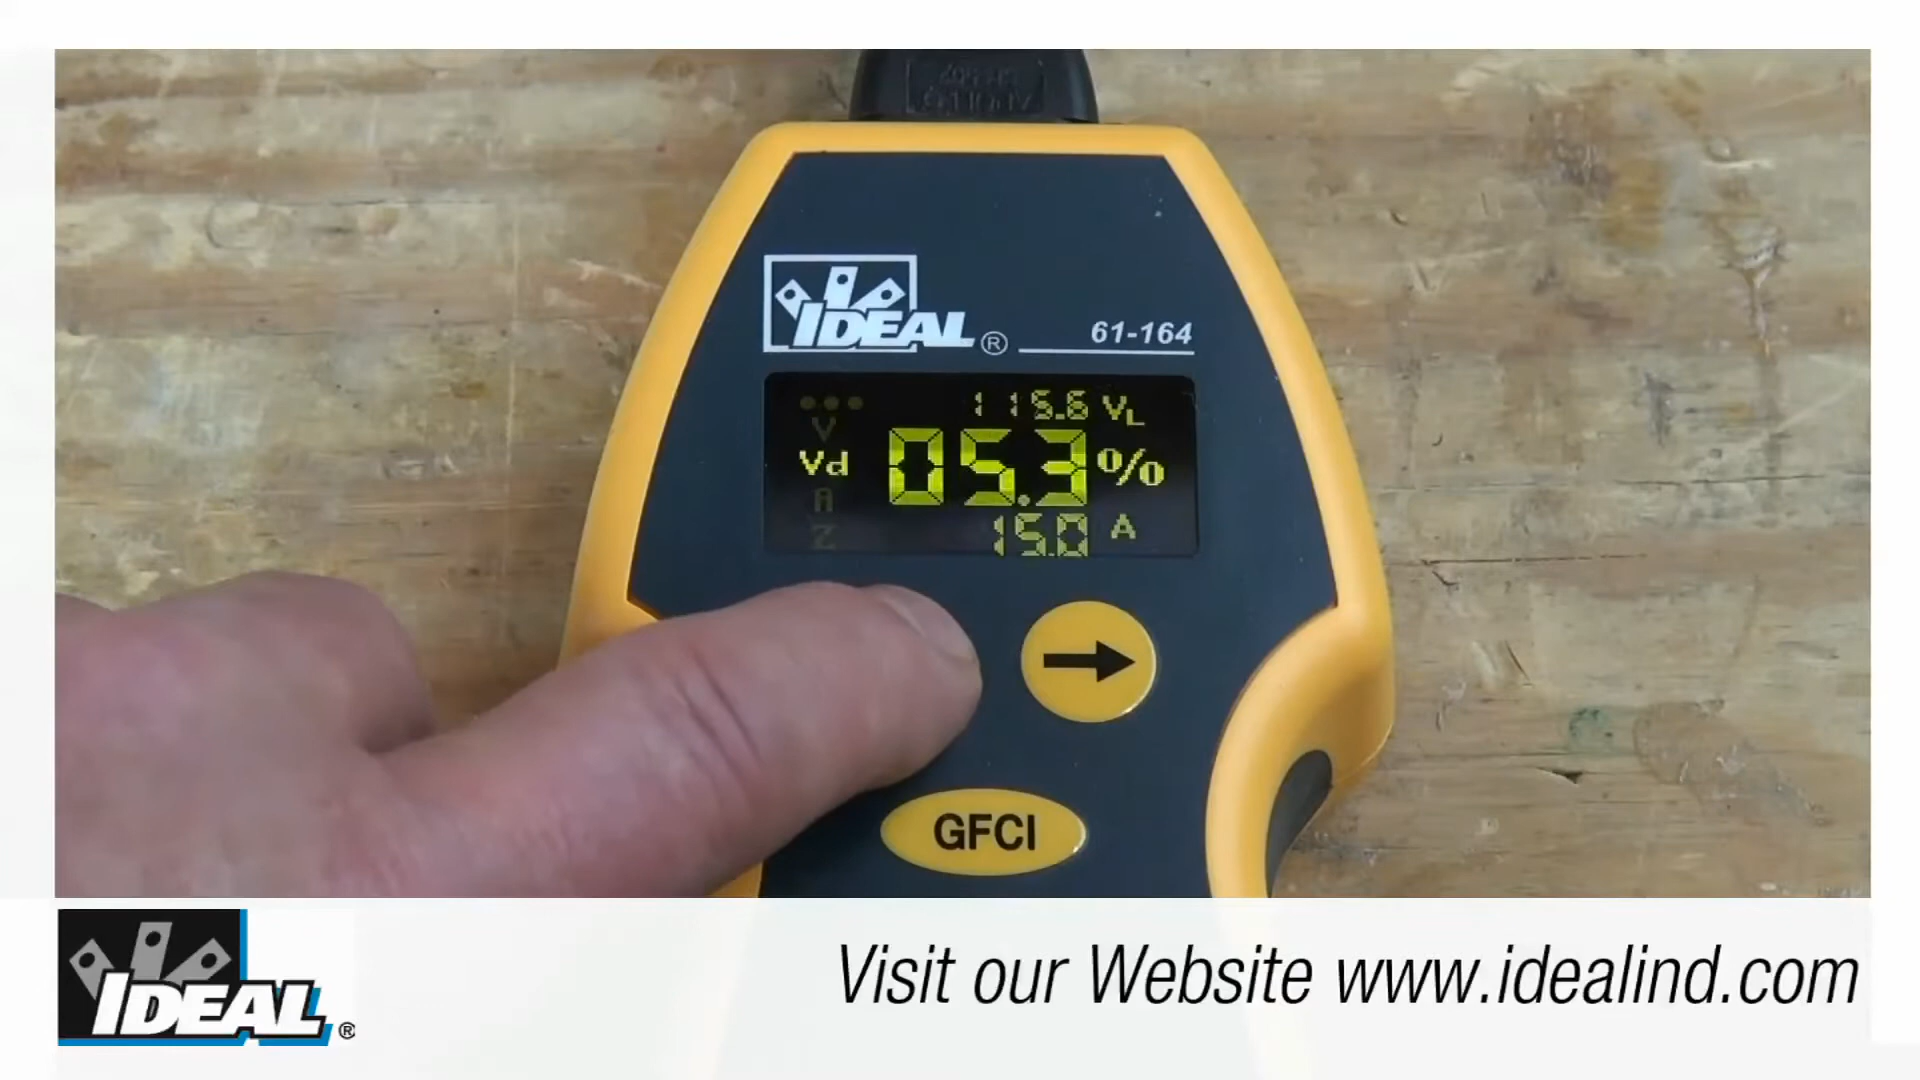 IDEAL ®
61-164
115.6 VL
V
Vd 05.3 %
A
15.0 A
Z
GFCI
IDEAL ®
Visit our Website www.idealind.com